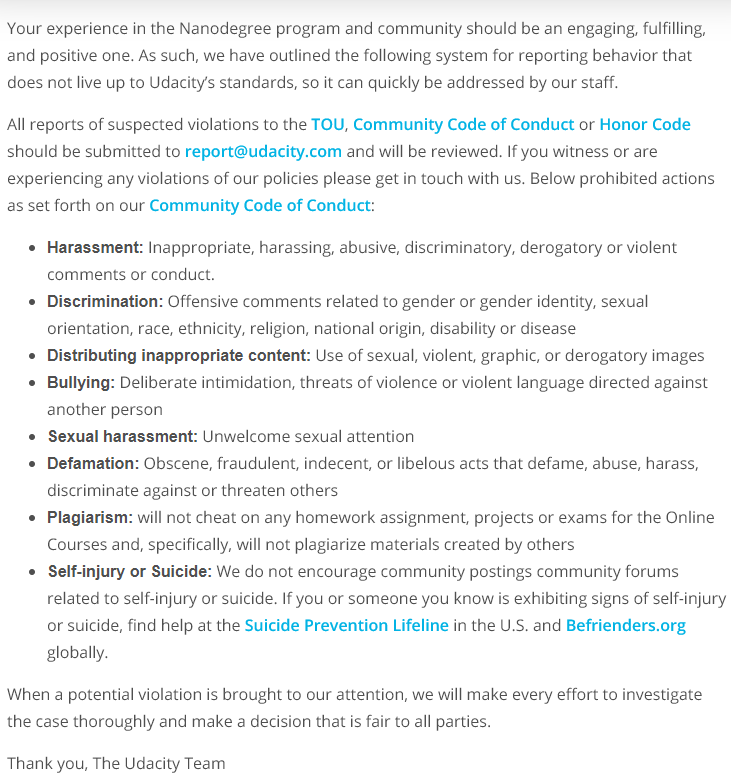 Your experience in the Nanodegree program and community should be an engaging, fulfilling,
and positive one. As such, we have outlined the following system for reporting behavior that
does not live up to Udacity's standards, so it can quickly be addressed by our staff.
All reports of suspected violations to the TOU, Community Code of Conduct or Honor Code
should be submitted to report@udacity.com and will be reviewed. If you witness or are
experiencing any violations of our policies please get in touch with us. Below prohibited actions
as set forth on our Community Code of Conduct:
• Harassment: Inappropriate, harassing, abusive, discriminatory, derogatory or violent
comments or conduct.
• Discrimination: Offensive comments related to gender or gender identity, sexual
orientation, race, ethnicity, religion, national origin, disability or disease
• Distributing inappropriate content: Use of sexual, violent, graphic, or derogatory images
• Bullying: Deliberate intimidation, threats of violence or violent language directed against
another person
• Sexual harassment: Unwelcome sexual attention
• Defamation: Obscene, fraudulent, indecent, or libelous acts that defame, abuse, harass,
discriminate against or threaten others
• Plagiarism: will not cheat on any homework assignment, projects or exams for the Online
Courses and, specifically, will not plagiarize materials created by others
• Self-injury or Suicide: We do not encourage community postings community forums
related to self-injury or suicide. If you or someone you know is exhibiting signs of self-injury
or suicide, find help at the Suicide Prevention Lifeline in the U.S. and Befrienders.org
globally.
When a potential violation is brought to our attention, we will make every effort to investigate
the case thoroughly and make a decision that is fair to all parties.
Thank you, The Udacity Team